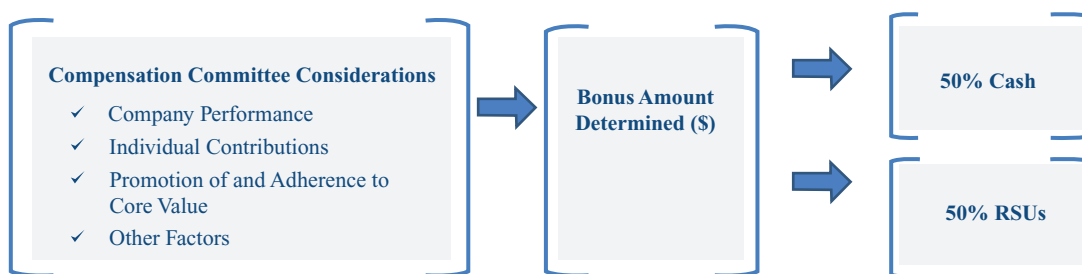 Compensation Committee Considerations
✓ Company Performance
✓ Individual Contributions
✓ Promotion of and Adherence to
Core Value
✓ Other Factors
Bonus Amount
Determined ($)
50% Cash
50% RSUs